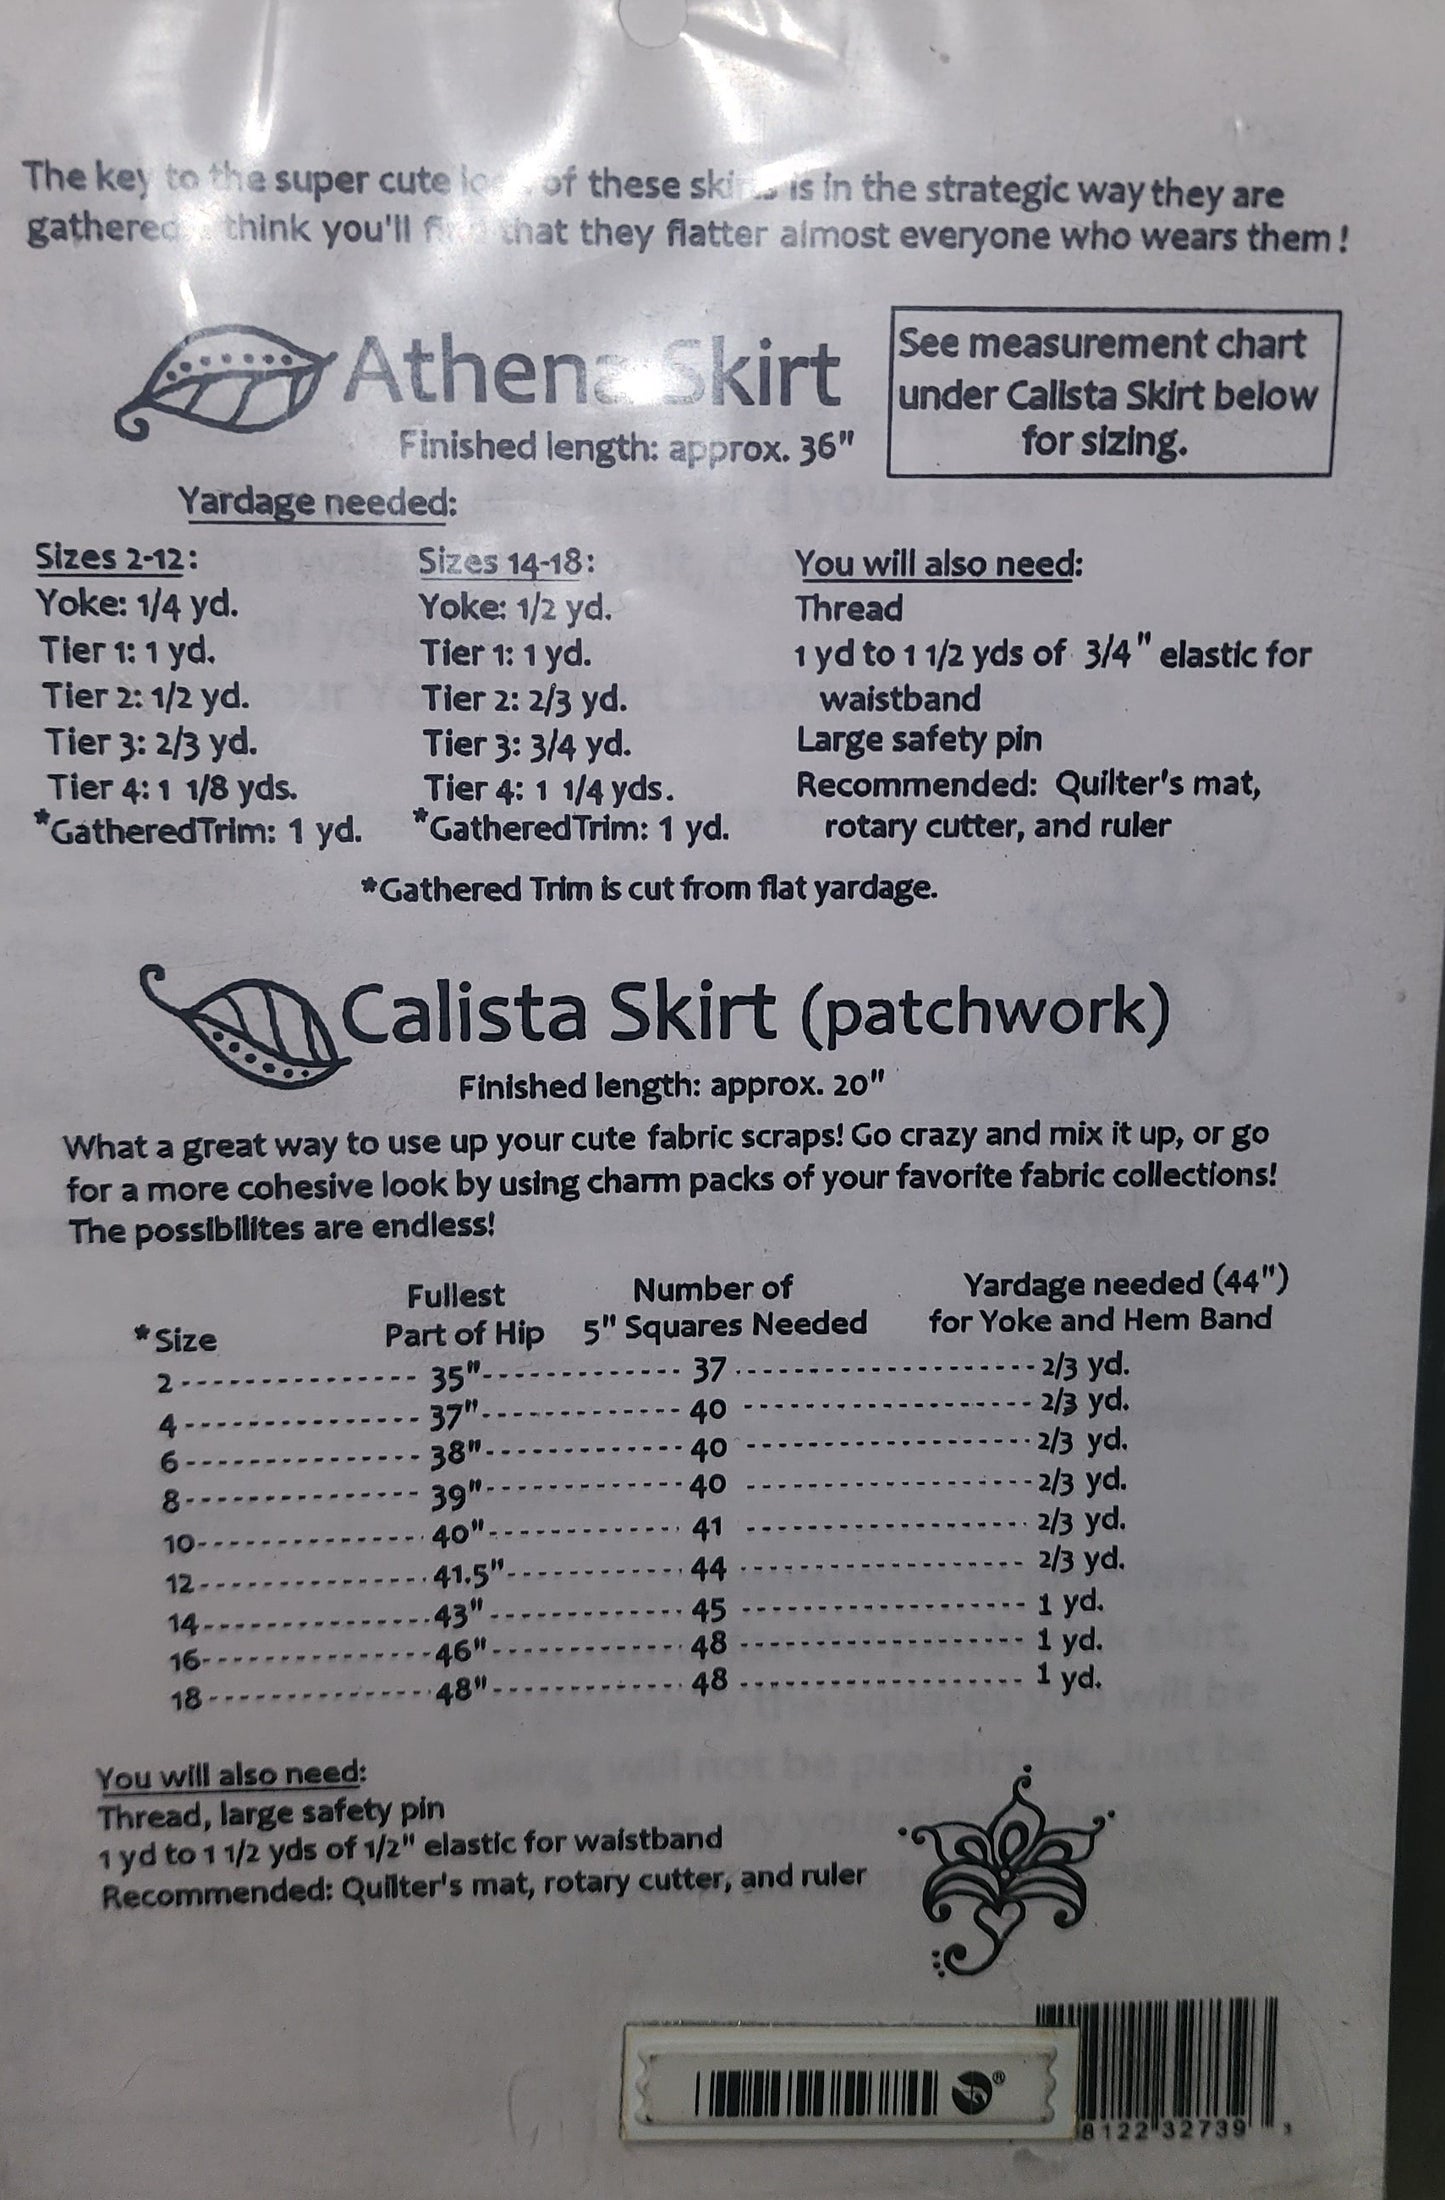 The key to the super cute of these is in the strategic way they are
gathered think you'll that they flatter almost everyone who wears them!
Athena Skirt
Finished length: approx. 36"
See measurement chart
under Calista Skirt below
for sizing.
Yardage needed:
Sizes 2-12:
Yoke: 1/4 yd.
Tier 1: 1 yd.
Tier 2: 1/2 yd.
Tier 3: 2/3 yd.
Tier 4: 1 1/8 yds.
*GatheredTrim: 1 yd.
Sizes 14-18:
Yoke: 1/2 yd.
Tier 1: 1 yd.
Tier 2: 2/3 yd.
Tier 3: 3/4 yd.
Tier 4: 1 1/4 yds.
*GatheredTrim: 1 yd.
You will also need:
Thread
1 yd to 1 1/2 yds of 3/4" elastic for
waistband
Large safety pin
Recommended: Quilter's mat,
rotary cutter, and ruler
*Gathered Trim is cut from flat yardage.
Calista Skirt (patchwork)
Finished length: approx. 20"
What a great way to use up your cute fabric scraps! Go crazy and mix it up, or go
for a more cohesive look by using charm packs of your favorite fabric collections!
The possibilites are endless!
*Size
Fullest
Part of Hip
Number of
5" Squares Needed
Yardage needed (44")
for Yoke and Hem Band
2 35" 37 2/3 yd.
4 37" 40 2/3 yd.
6 38" 40 2/3 yd.
8 39" 40 2/3 yd.
10 40" 41 2/3 yd.
12 41.5" 44 2/3 yd.
14 43" 45 1 yd.
16 46" 48 1 yd.
18 48" 48 1 yd.
You will also need:
Thread, large safety pin
1 yd to 1 1/2 yds of 1/2" elastic for waistband
Recommended: Quilter's mat, rotary cutter, and ruler
®
8122 32739 3